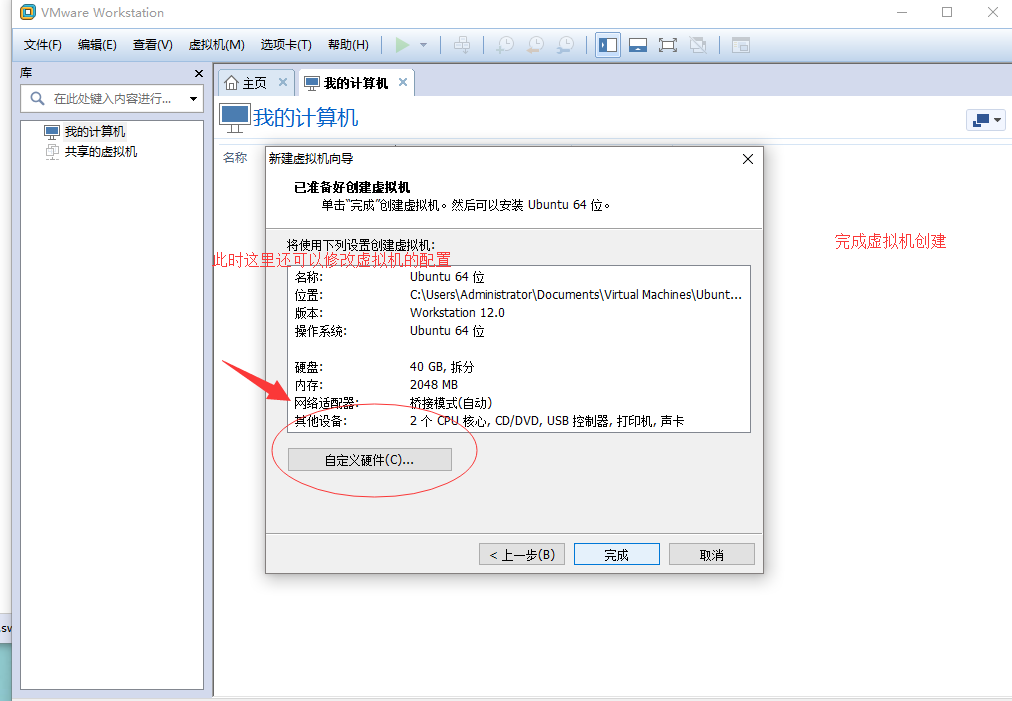 VMware Workstation
文件(F) 编辑(E) 查看(V) 虚拟机(M) 选项卡(T) 帮助(H)
库
在此处键入内容进行...
我的计算机
共享的虚拟机
主页
我的计算机
我的计算机
名称
新建虚拟机向导
已准备好创建虚拟机
单击"完成"创建虚拟机。然后可以安装 Ubuntu 64 位。
将使用下列设置创建虚拟机:
此时这里还可以修改虚拟机的配置
完成虚拟机创建
名称: Ubuntu 64 位
位置: C:\Users\Administrator\Documents\Virtual Machines\Ubunt...
版本: Workstation 12.0
操作系统: Ubuntu 64 位
硬盘: 40 GB, 拆分
内存: 2048 MB
网络适配器: 桥接模式(自动)
其他设备: 2 个 CPU 核心, CD/DVD, USB 控制器, 打印机, 声卡
自定义硬件(C)...
< 上一步(B) 完成 取消